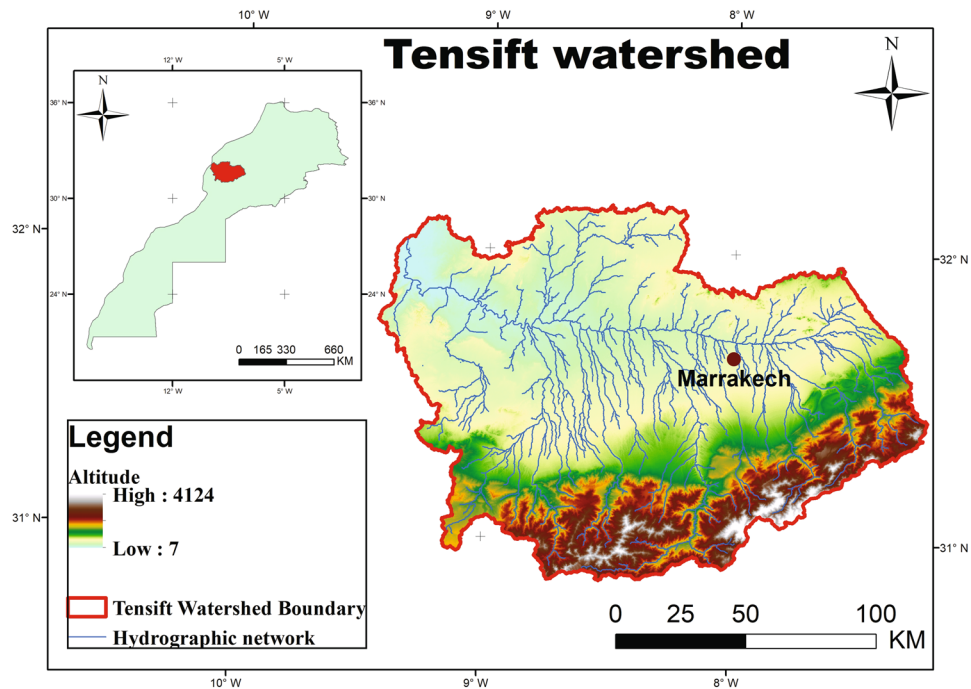 10° W 9° W 8° W
Tensift watershed
N
N
12° W 5° W
36° N 36° N
30° N 30° N
24° N 24° N
0 165 330 660
KM
12° W 5° W
32° N
32° N
Marrakech
Legend
Altitude
High : 4124
Low : 7
31° N
31° N
Tensift Watershed Boundary
Hydrographic network
0 25 50 100
KM
10° W 9° W 8° W